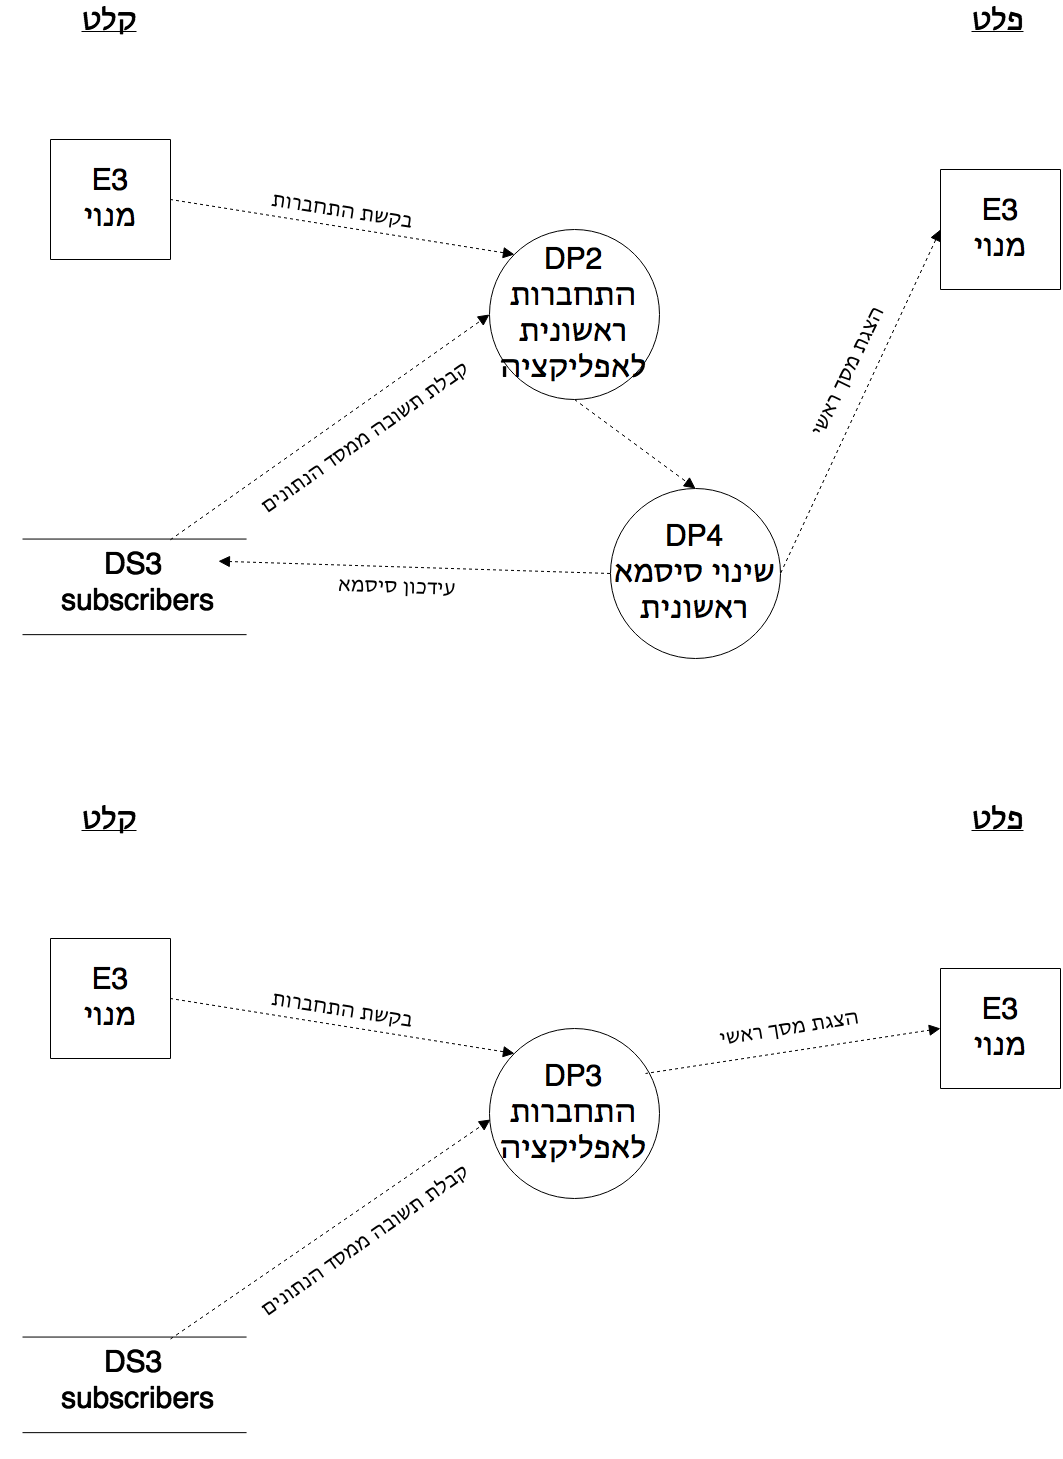 קלט
פלט
E3
מנוי
בקשת התחברות
E3
מנוי
DP2
התחברות
ראשונית
לאפליקציה
הצגת מסך ראשי
קבלת תשובה ממסד הנתונים
DS3
subscribers
עידכון סיסמא
DP4
שינוי סיסמא
ראשונית
קלט
פלט
E3
מנוי
בקשת התחברות
הצגת מסך ראשי
E3
מנוי
DP3
התחברות
לאפליקציה
קבלת תשובה ממסד הנתונים
DS3
subscribers